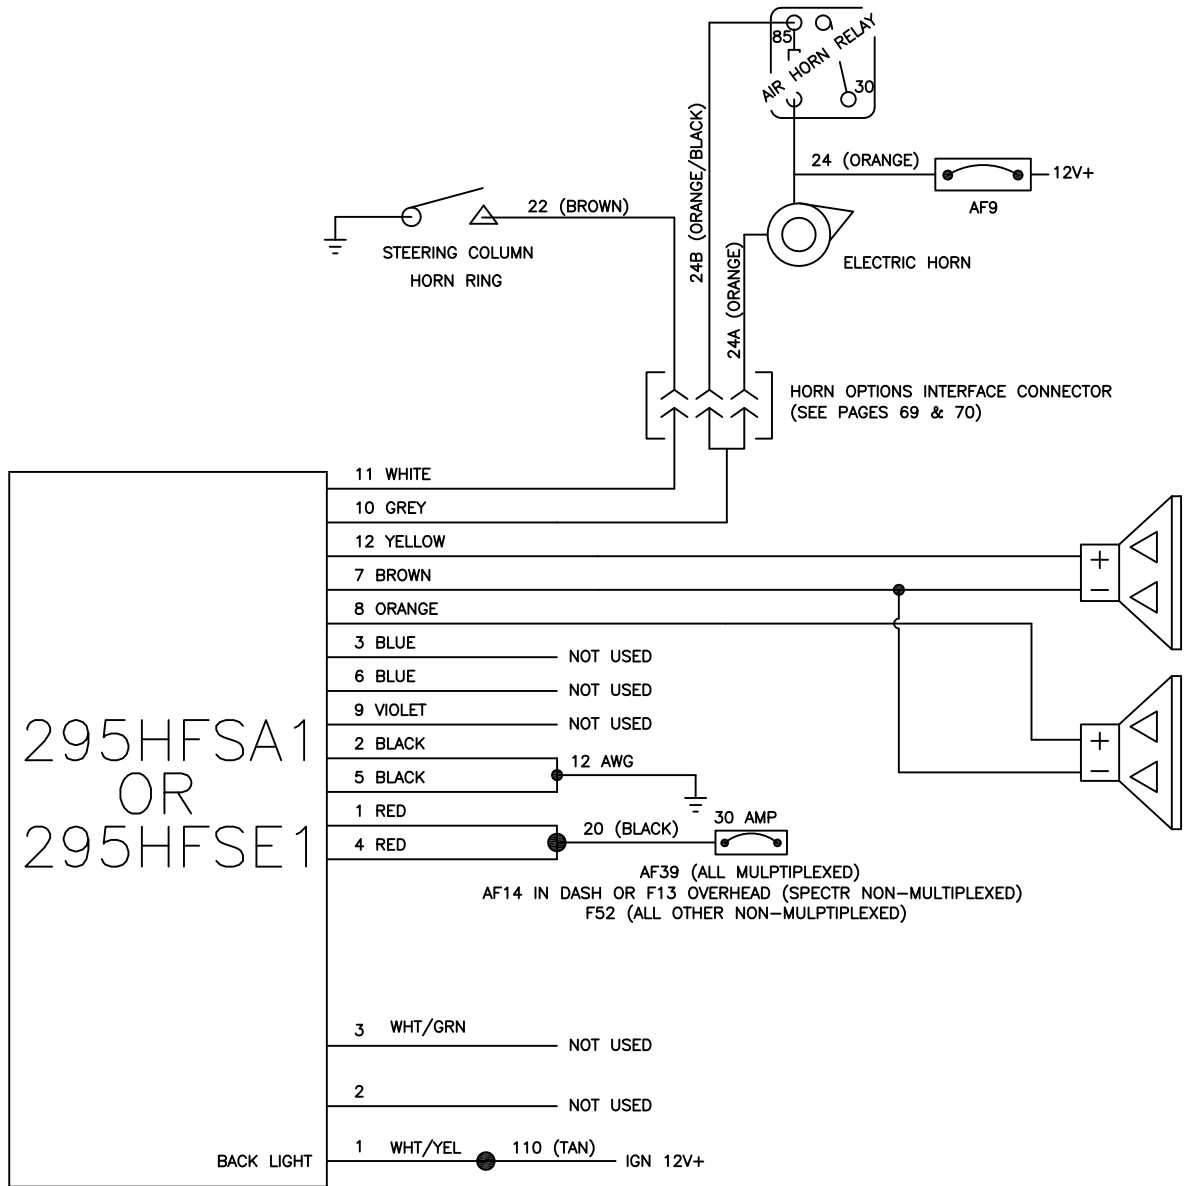 85
AIR HORN RELAY
30
24 (ORANGE)
12V+
AF9
24B (ORANGE/BLACK)
22 (BROWN)
STEERING COLUMN
HORN RING
24A (ORANGE)
ELECTRIC HORN
HORN OPTIONS INTERFACE CONNECTOR
(SEE PAGES 69 & 70)
11 WHITE
10 GREY
12 YELLOW
7 BROWN
8 ORANGE
3 BLUE
NOT USED
6 BLUE
NOT USED
9 VIOLET
NOT USED
2 BLACK
12 AWG
5 BLACK
1 RED
20 (BLACK)
30 AMP
4 RED
AF39 (ALL MULPTIPLEXED)
AF14 IN DASH OR F13 OVERHEAD (SPECTR NON-MULTIPLEXED)
F52 (ALL OTHER NON-MULPTIPLEXED)
+
-
+
-
295HFSA1
OR
295HFSE1
3 WHT/GRN
NOT USED
2
NOT USED
BACK LIGHT
1 WHT/YEL
110 (TAN)
IGN 12V+